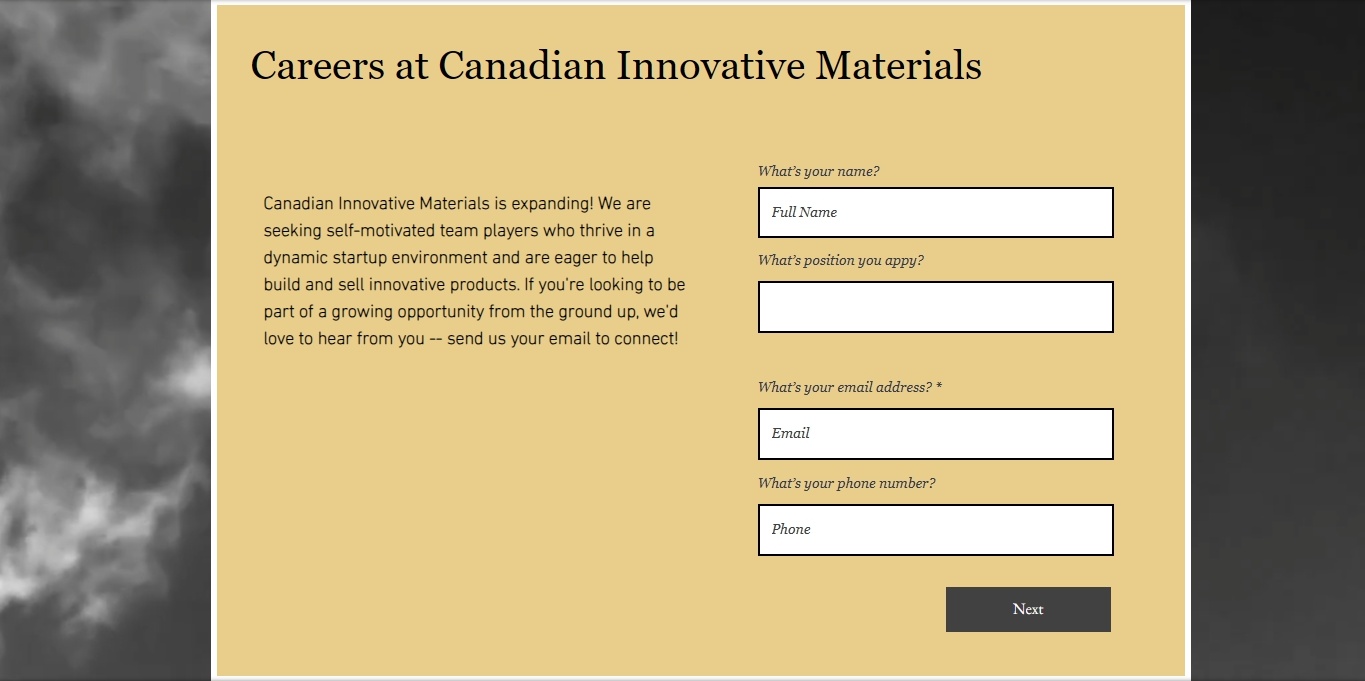 Careers at Canadian Innovative Materials
Canadian Innovative Materials is expanding! We are
seeking self-motivated team players who thrive in a
dynamic startup environment and are eager to help
build and sell innovative products. If you're looking to be
part of a growing opportunity from the ground up, we'd
love to hear from you -- send us your email to connect!
What's your name?
Full Name
What's position you appy?
What's your email address? *
Email
What's your phone number?
Phone
Next